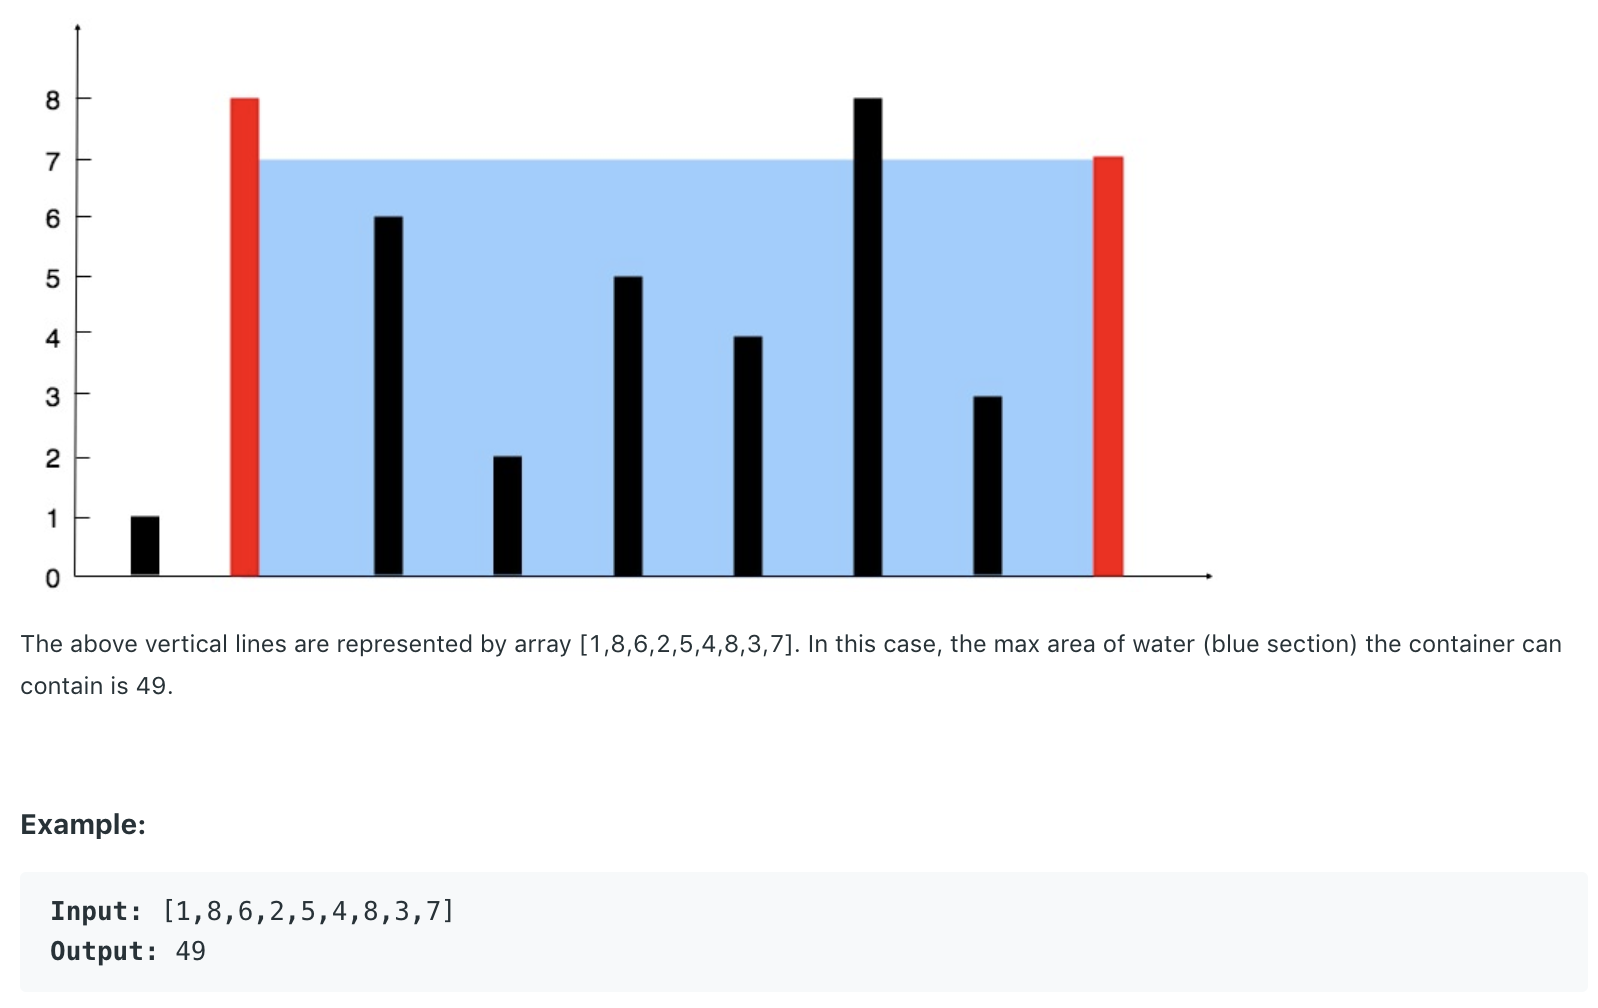 8
7
6
5
4
3
2
1
0
The above vertical lines are represented by array [1,8,6,2,5,4,8,3,7]. In this case, the max area of water (blue section) the container can
contain is 49.
Example:
Input: [1,8,6,2,5,4,8,3,7]
Output: 49